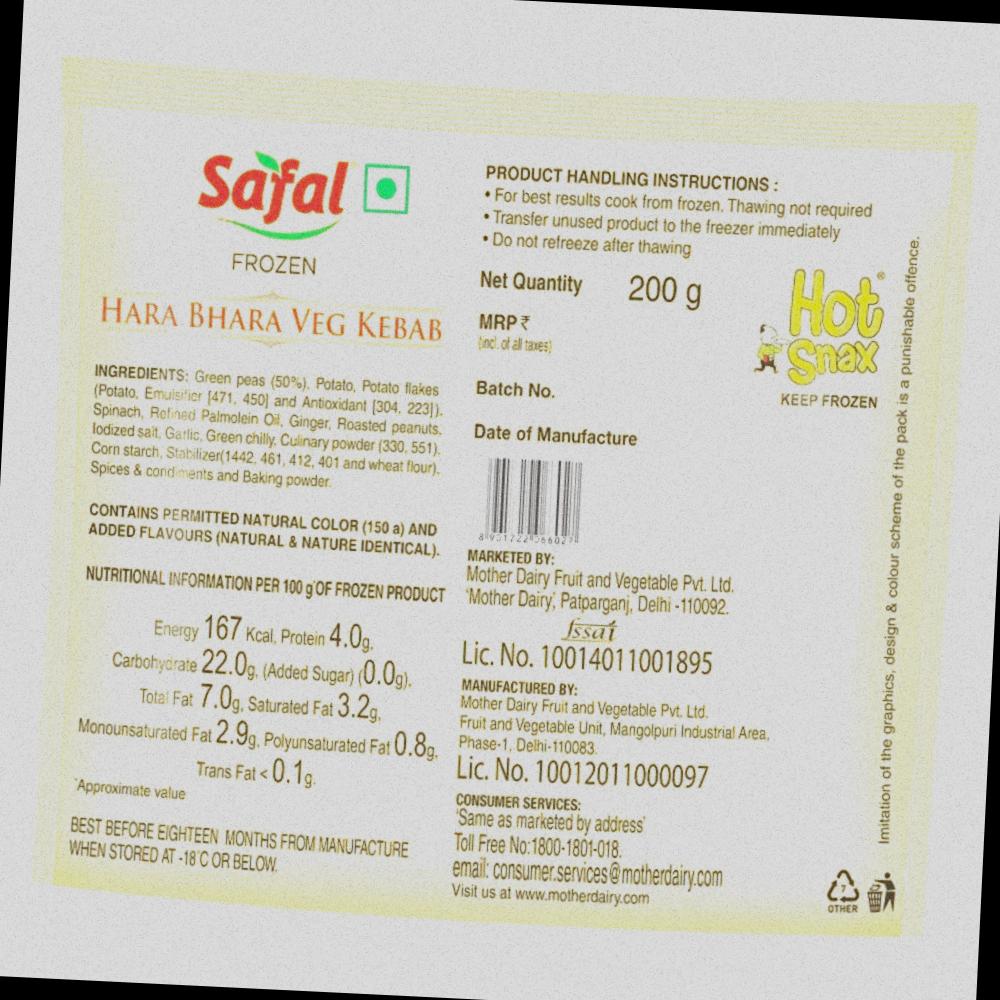 Safal
FROZEN
HARA BHARA VEG KEBAB
INGREDIENTS: Green peas (50%), Potato, Potato flakes
(Potato, Emulsifier [471, 450] and Antioxidant [304, 223]),
Spinach, Refined Palmolein Oil, Ginger, Roasted peanuts,
Iodized salt, Garlic, Green chilly, Culinary powder (330, 551),
Corn starch, Stabilizer(1442, 461, 412, 401 and wheat flour),
Spices & condiments and Baking powder.
CONTAINS PERMITTED NATURAL COLOR (150 a) AND
ADDED FLAVOURS (NATURAL & NATURE IDENTICAL).
NUTRITIONAL INFORMATION PER 100 g*OF FROZEN PRODUCT
Energy 167 Kcal, Protein 4.0g,
Carbohydrate 22.0g, (Added Sugar) (0.0g),
Total Fat 7.0g, Saturated Fat 3.2g,
Monounsaturated Fat 2.9g, Polyunsaturated Fat 0.8g,
Trans Fat < 0.1g.
*Approximate value
BEST BEFORE EIGHTEEN MONTHS FROM MANUFACTURE
WHEN STORED AT -18°C OR BELOW.
PRODUCT HANDLING INSTRUCTIONS :
• For best results cook from frozen. Thawing not required
• Transfer unused product to the freezer immediately
• Do not refreeze after thawing
Net Quantity 200 g
MRP ₹
(incl. of all taxes)
Batch No.
Date of Manufacture
Hot
Snax
®
KEEP FROZEN
MARKETED BY:
Mother Dairy Fruit and Vegetable Pvt. Ltd.
'Mother Dairy', Patparganj, Delhi -110092.
fssai
Lic. No. 10014011001895
MANUFACTURED BY:
Mother Dairy Fruit and Vegetable Pvt. Ltd.
Fruit and Vegetable Unit, Mangolpuri Industrial Area,
Phase-1, Delhi-110083.
Lic. No. 10012011000097
CONSUMER SERVICES:
'Same as marketed by address'
Toll Free No:1800-1801-018.
email: consumer.services@motherdairy.com
Visit us at www.motherdairy.com
7
OTHER
Imitation of the graphics, design & colour scheme of the pack is a punishable offence.